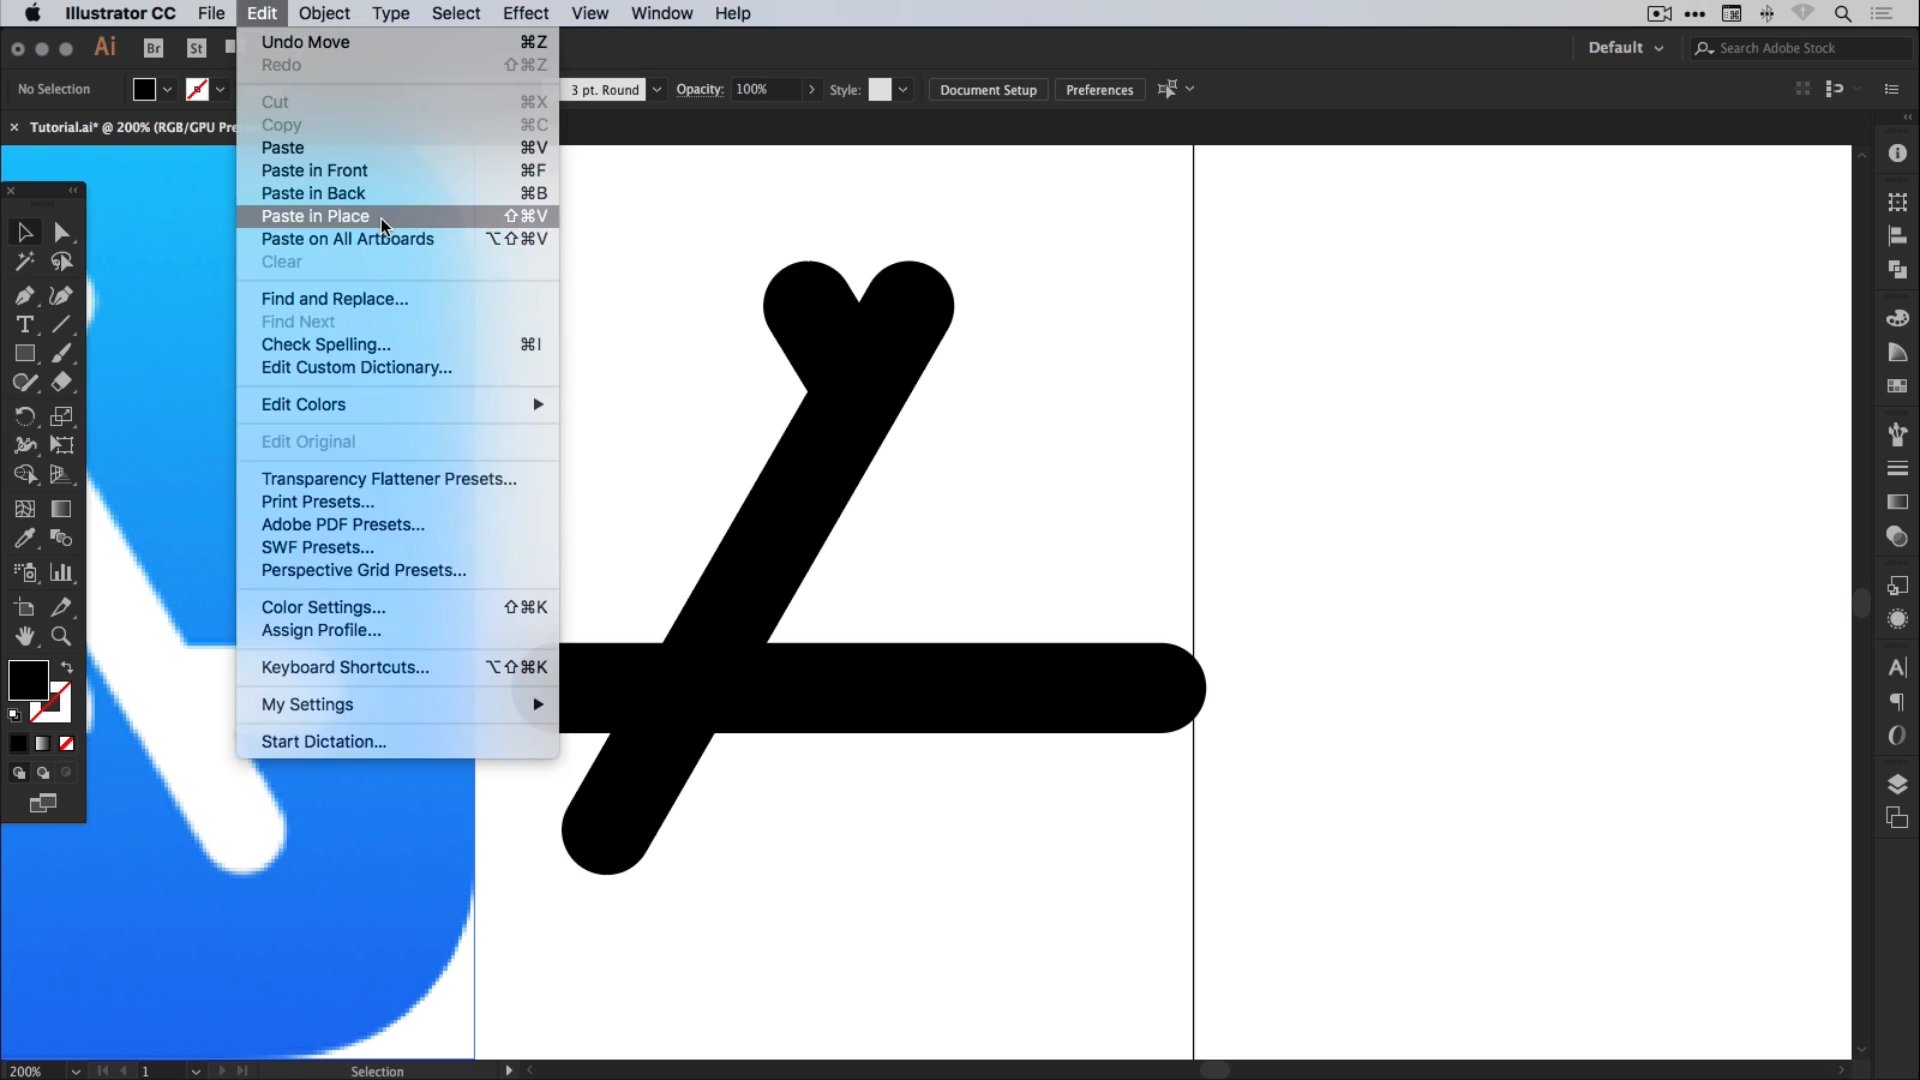 Illustrator CC File Edit Object Type Select Effect View Window Help
Ai Br St Default Search Adobe Stock
No Selection 3 pt. Round Opacity: 100% Style: Document Setup Preferences
× Tutorial.ai* @ 200% (RGB/GPU Pre
Undo Move ⌘Z
Redo ⇧⌘Z
Cut ⌘X
Copy ⌘C
Paste ⌘V
Paste in Front ⌘F
Paste in Back ⌘B
Paste in Place ⇧⌘V
Paste on All Artboards ⌥⇧⌘V
Clear
Find and Replace...
Find Next
Check Spelling... ⌘I
Edit Custom Dictionary...
Edit Colors
Edit Original
Transparency Flattener Presets...
Print Presets...
Adobe PDF Presets...
SWF Presets...
Perspective Grid Presets...
Color Settings... ⇧⌘K
Assign Profile...
Keyboard Shortcuts... ⌥⇧⌘K
My Settings
Start Dictation...
200% 1 Selection